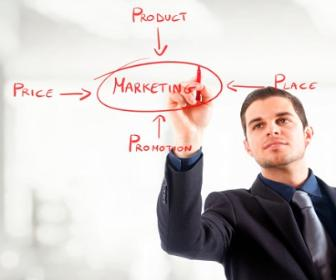 PRODUCT
PRICE
MARKETING
PLACE
PROMOTION